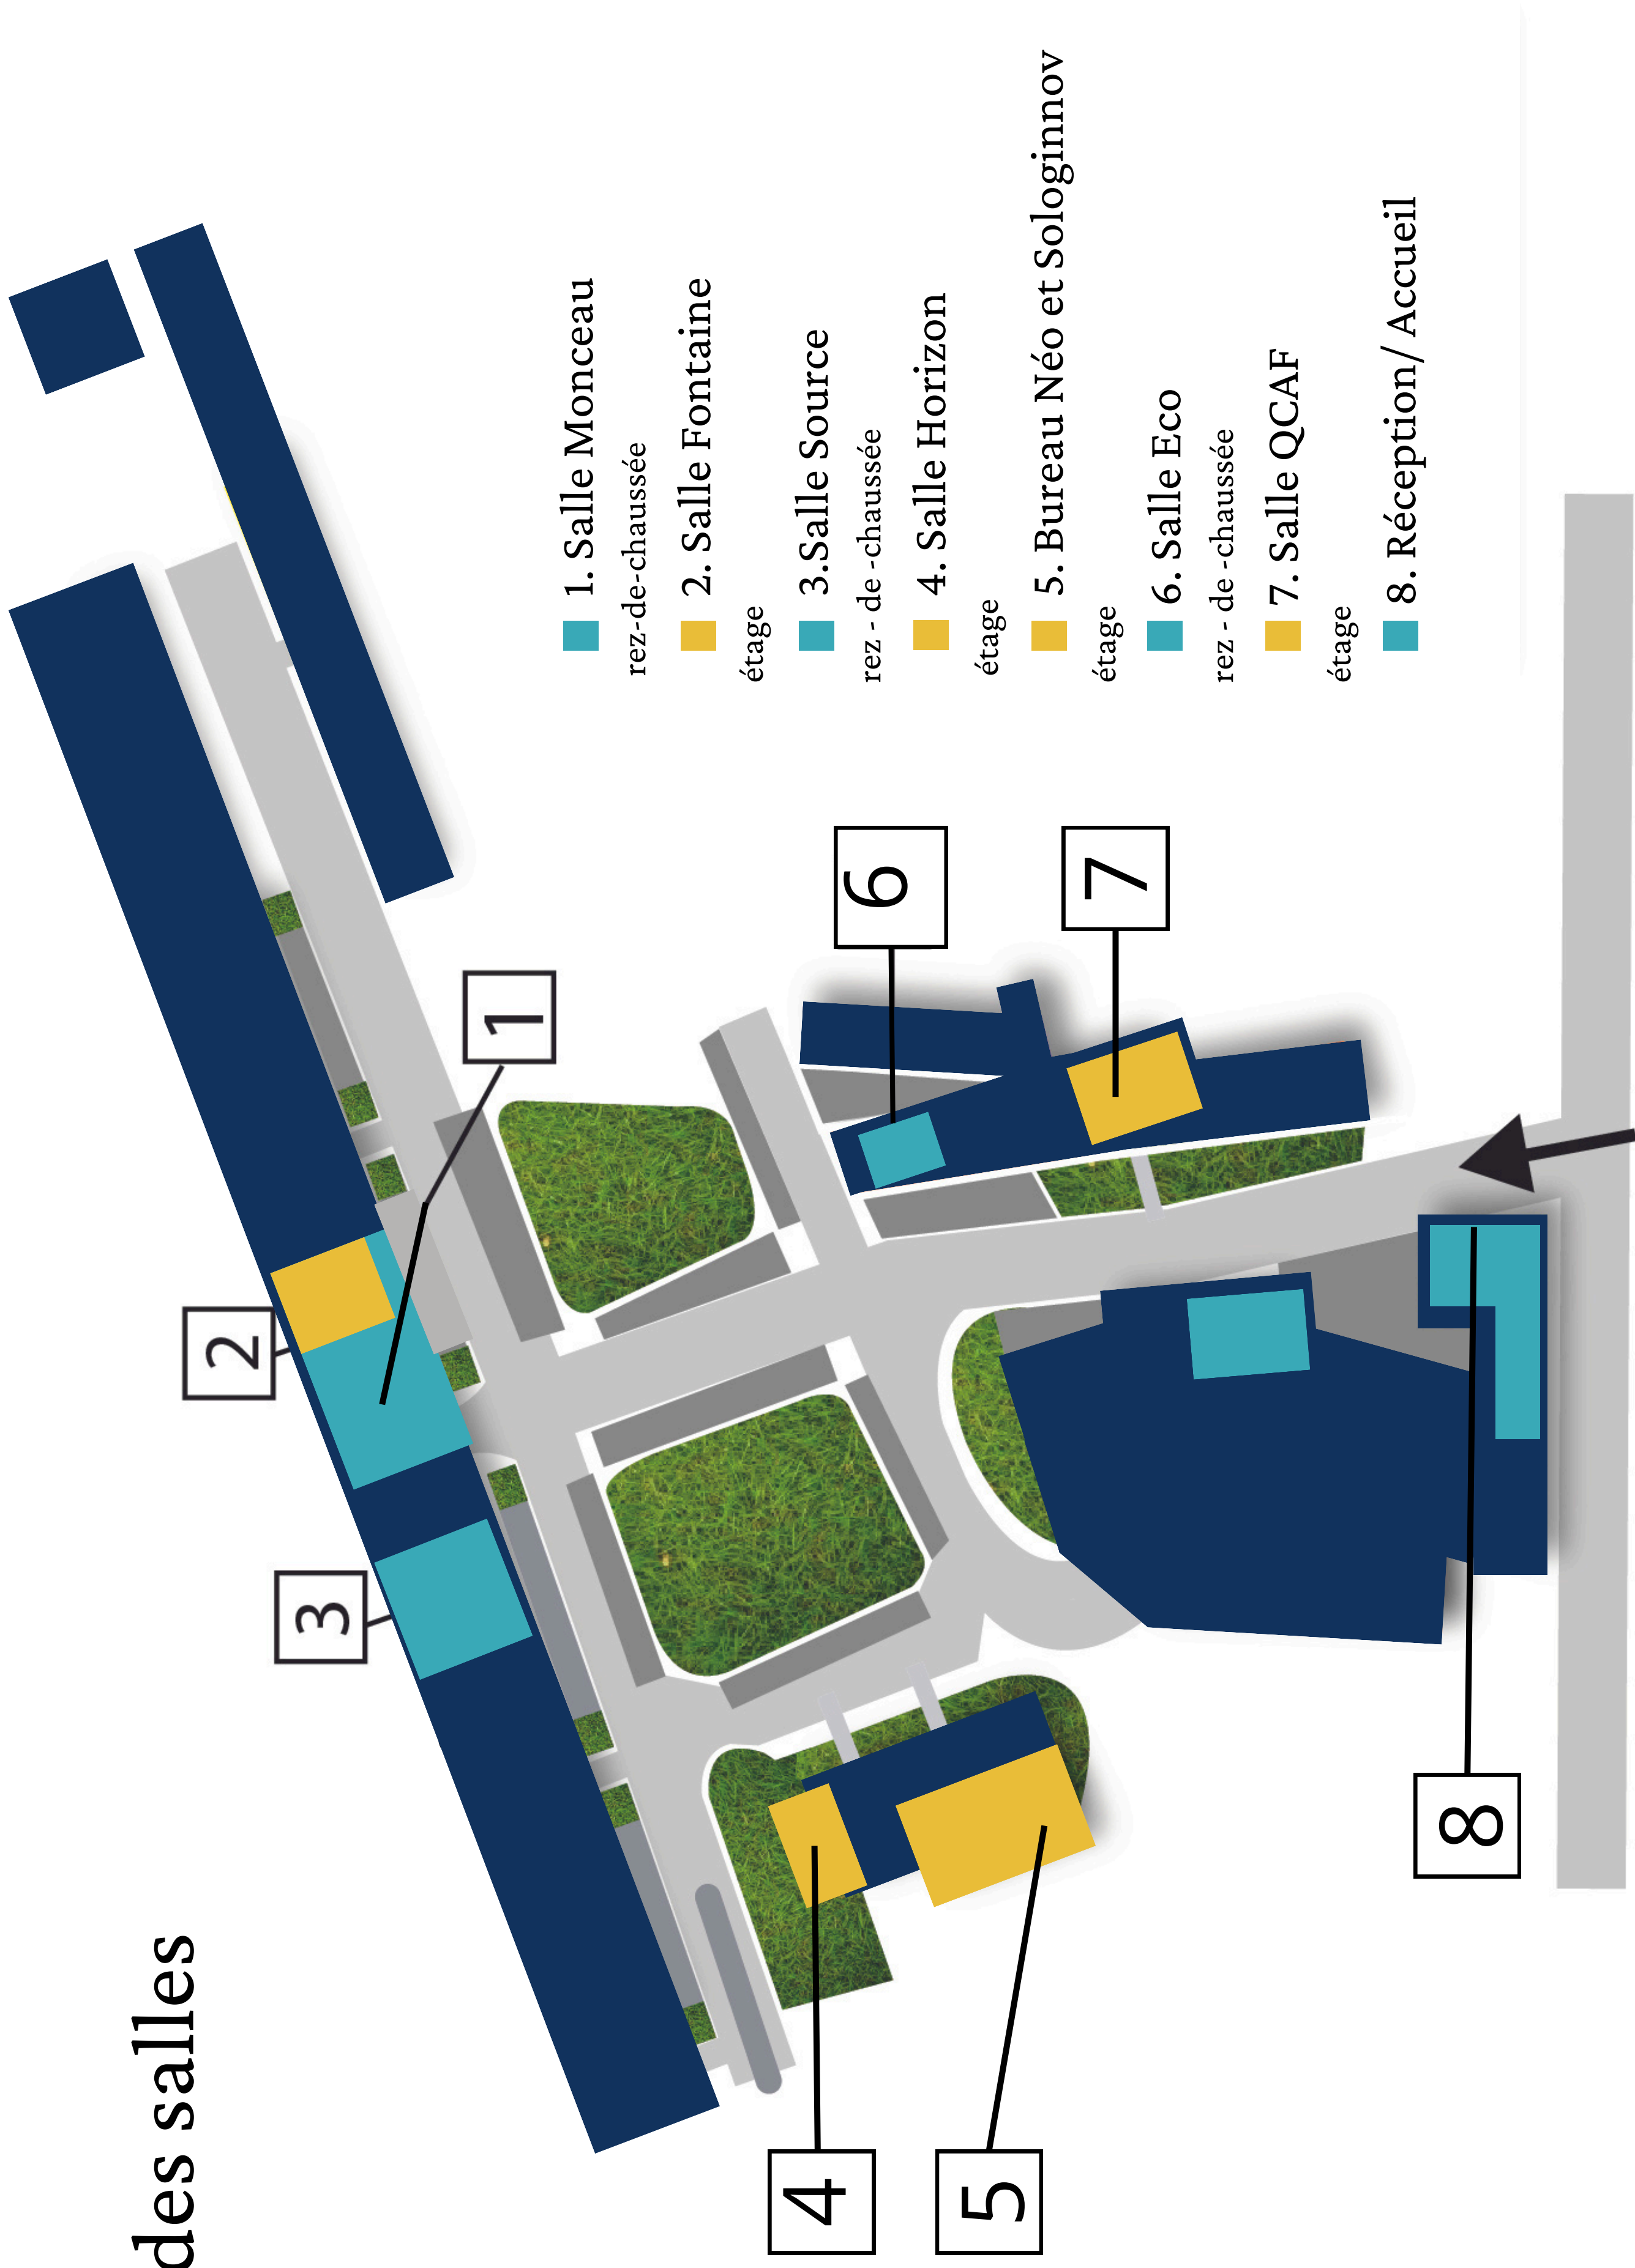 des salles
1. Salle Monceau
rez-de-chaussée
2. Salle Fontaine
étage
3.Salle Source
rez - de -chaussée
4. Salle Horizon
étage
5. Bureau Néo et Sologinnov
étage
6. Salle Eco
rez - de -chaussée
7. Salle QCAF
étage
8. Réception/ Accueil
1
2
3
4
5
6
7
8